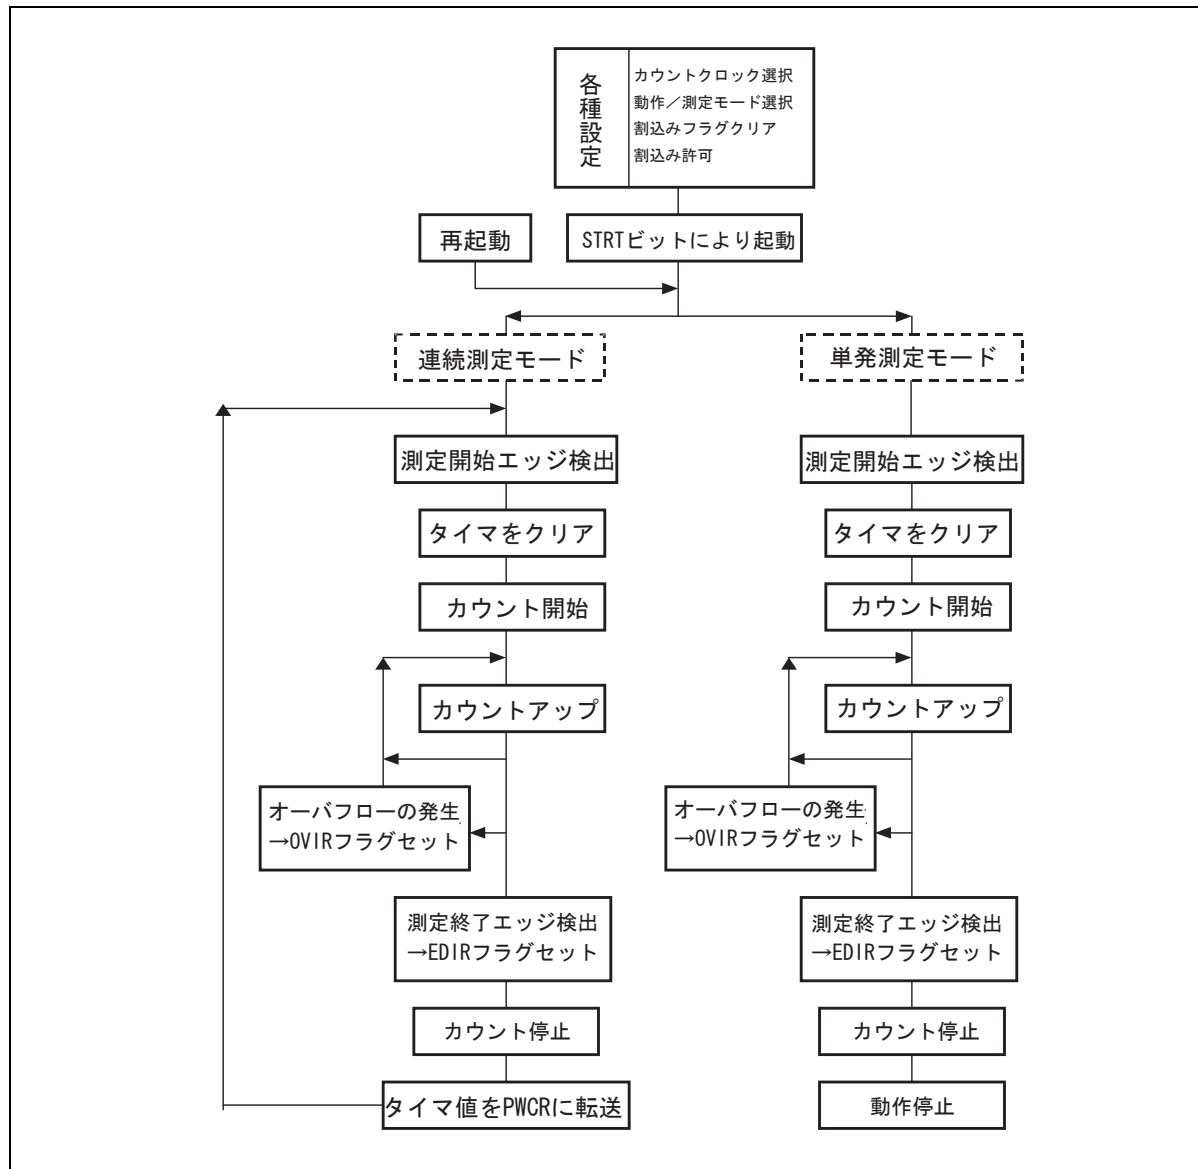 各種設定
カウントクロック選択
動作／測定モード選択
割込みフラグクリア
割込み許可
再起動
STRTビットにより起動
連続測定モード
単発測定モード
測定開始エッジ検出
測定開始エッジ検出
タイマをクリア
タイマをクリア
カウント開始
カウント開始
カウントアップ
カウントアップ
オーバフローの発生
→OVIRフラグセット
オーバフローの発生
→OVIRフラグセット
測定終了エッジ検出
→EDIRフラグセット
測定終了エッジ検出
→EDIRフラグセット
カウント停止
カウント停止
タイマ値をPWCRに転送
動作停止